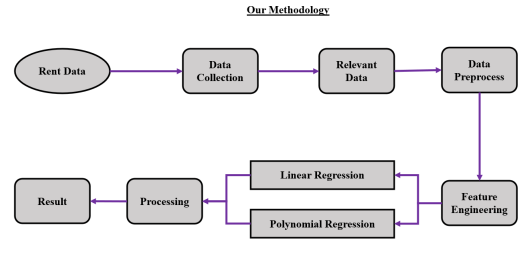 Our Methodology
Rent Data
Data
Collection
Relevant
Data
Data
Preprocess
Feature
Engineering
Linear Regression
Polynomial Regression
Processing
Result